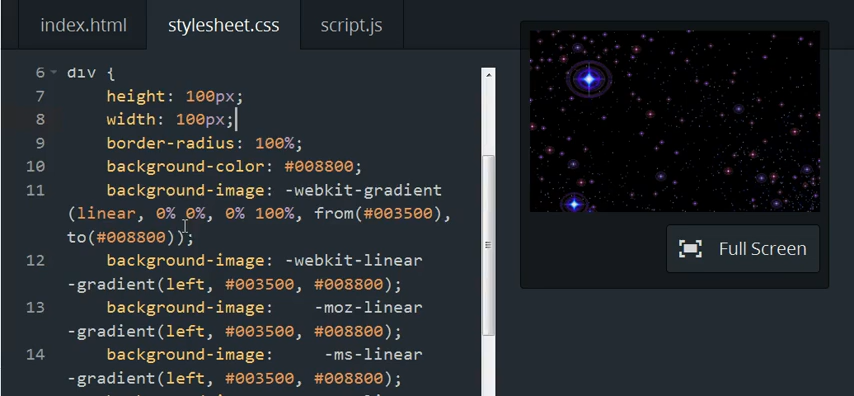 index.html
stylesheet.css
script.js
6 div {
7 height: 100px;
8 width: 100px;
9 border-radius: 100%;
10 background-color: #008800;
11 background-image: -webkit-gradient
(linear, 0% 0%, 0% 100%, from(#003500),
to(#008800));
12 background-image: -webkit-linear
-gradient(left, #003500, #008800);
13 background-image:    -moz-linear
-gradient(left, #003500, #008800);
14 background-image:     -ms-linear
-gradient(left, #003500, #008800);
Full Screen